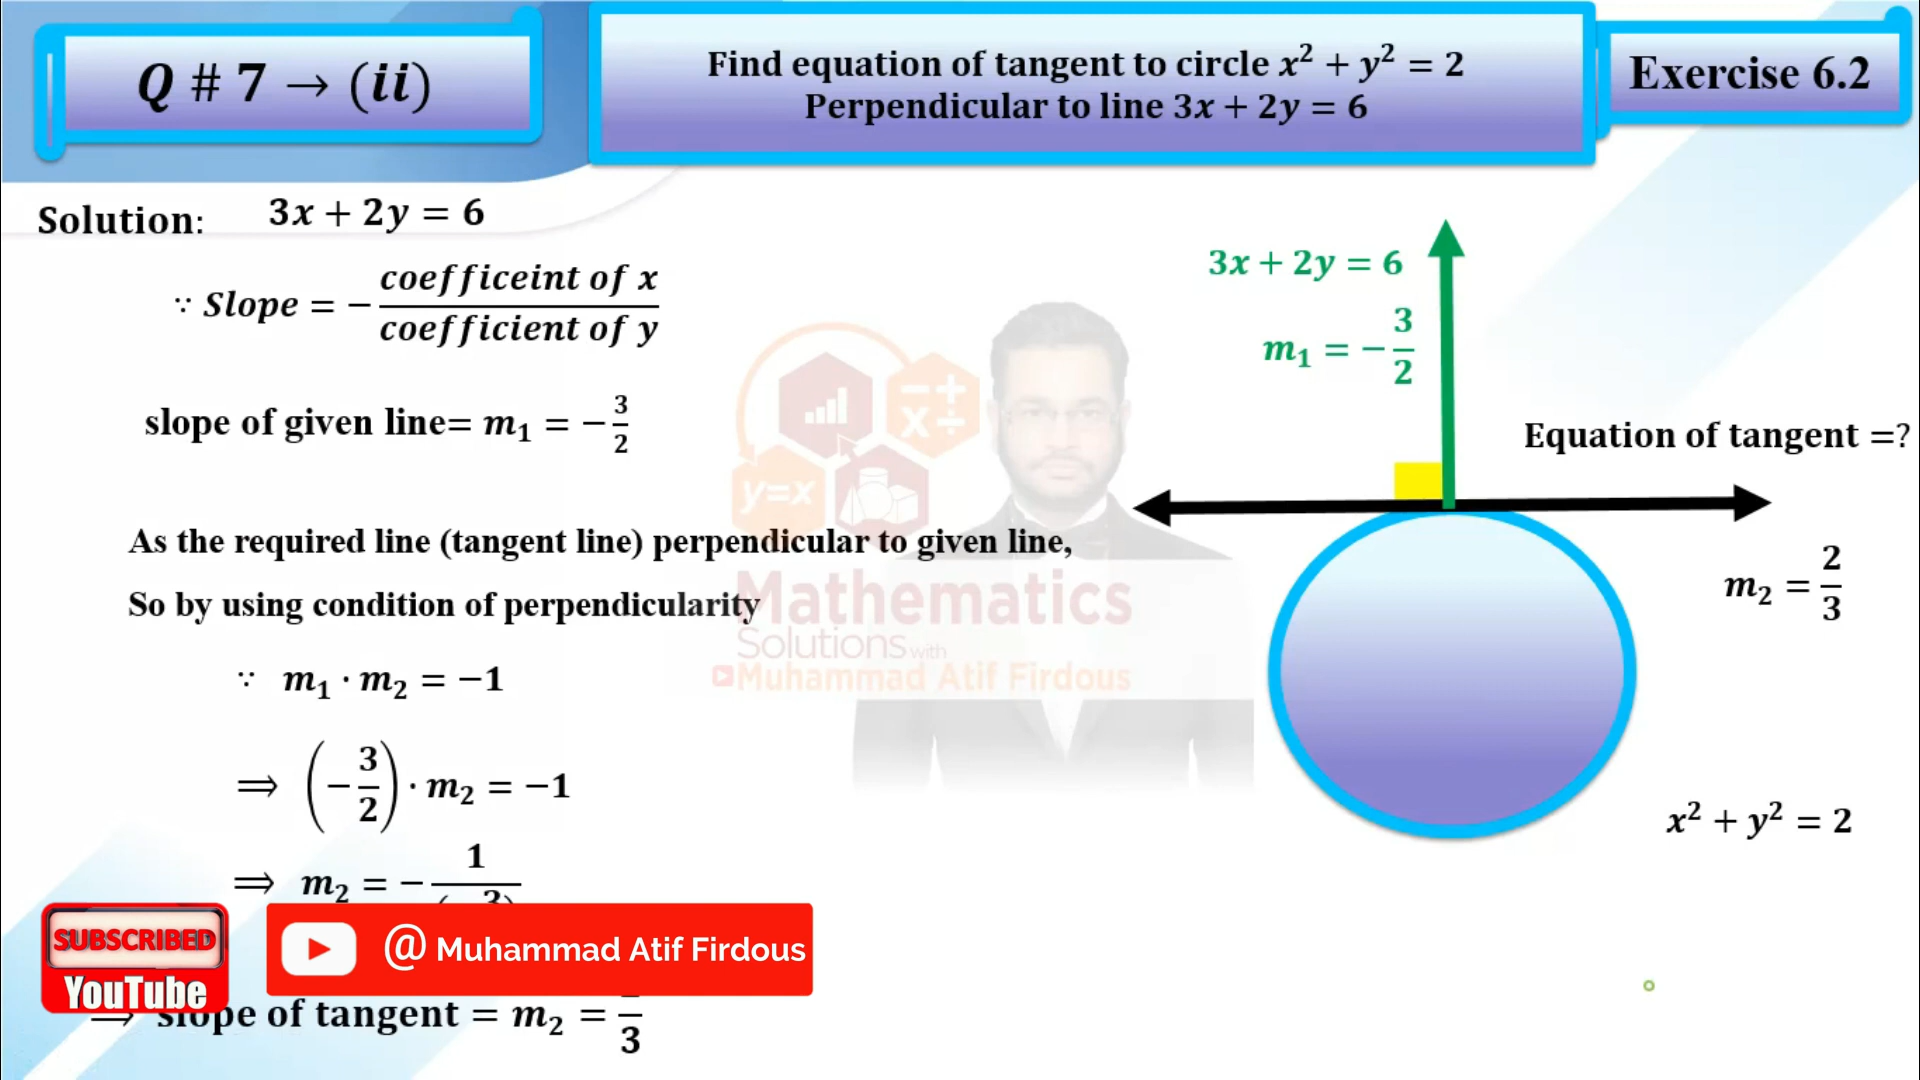 Q # 7 → (ii)
Find equation of tangent to circle x² + y² = 2
Perpendicular to line 3x + 2y = 6
Exercise 6.2
Solution: 3x + 2y = 6
∵ Slope = − coefficeint of x / coefficient of y
slope of given line= m₁ = − 3/2
As the required line (tangent line) perpendicular to given line,
So by using condition of perpendicularity
∵ m₁ · m₂ = −1
⟹ (− 3/2) · m₂ = −1
⟹ m₂ = − 1
slope of tangent = m₂ = 3
3x + 2y = 6
m₁ = − 3/2
Equation of tangent =?
m₂ = 2/3
x² + y² = 2
y=x
Mathematics
Solutions with
Muhammad Atif Firdous
SUBSCRIBED
YouTube
@ Muhammad Atif Firdous